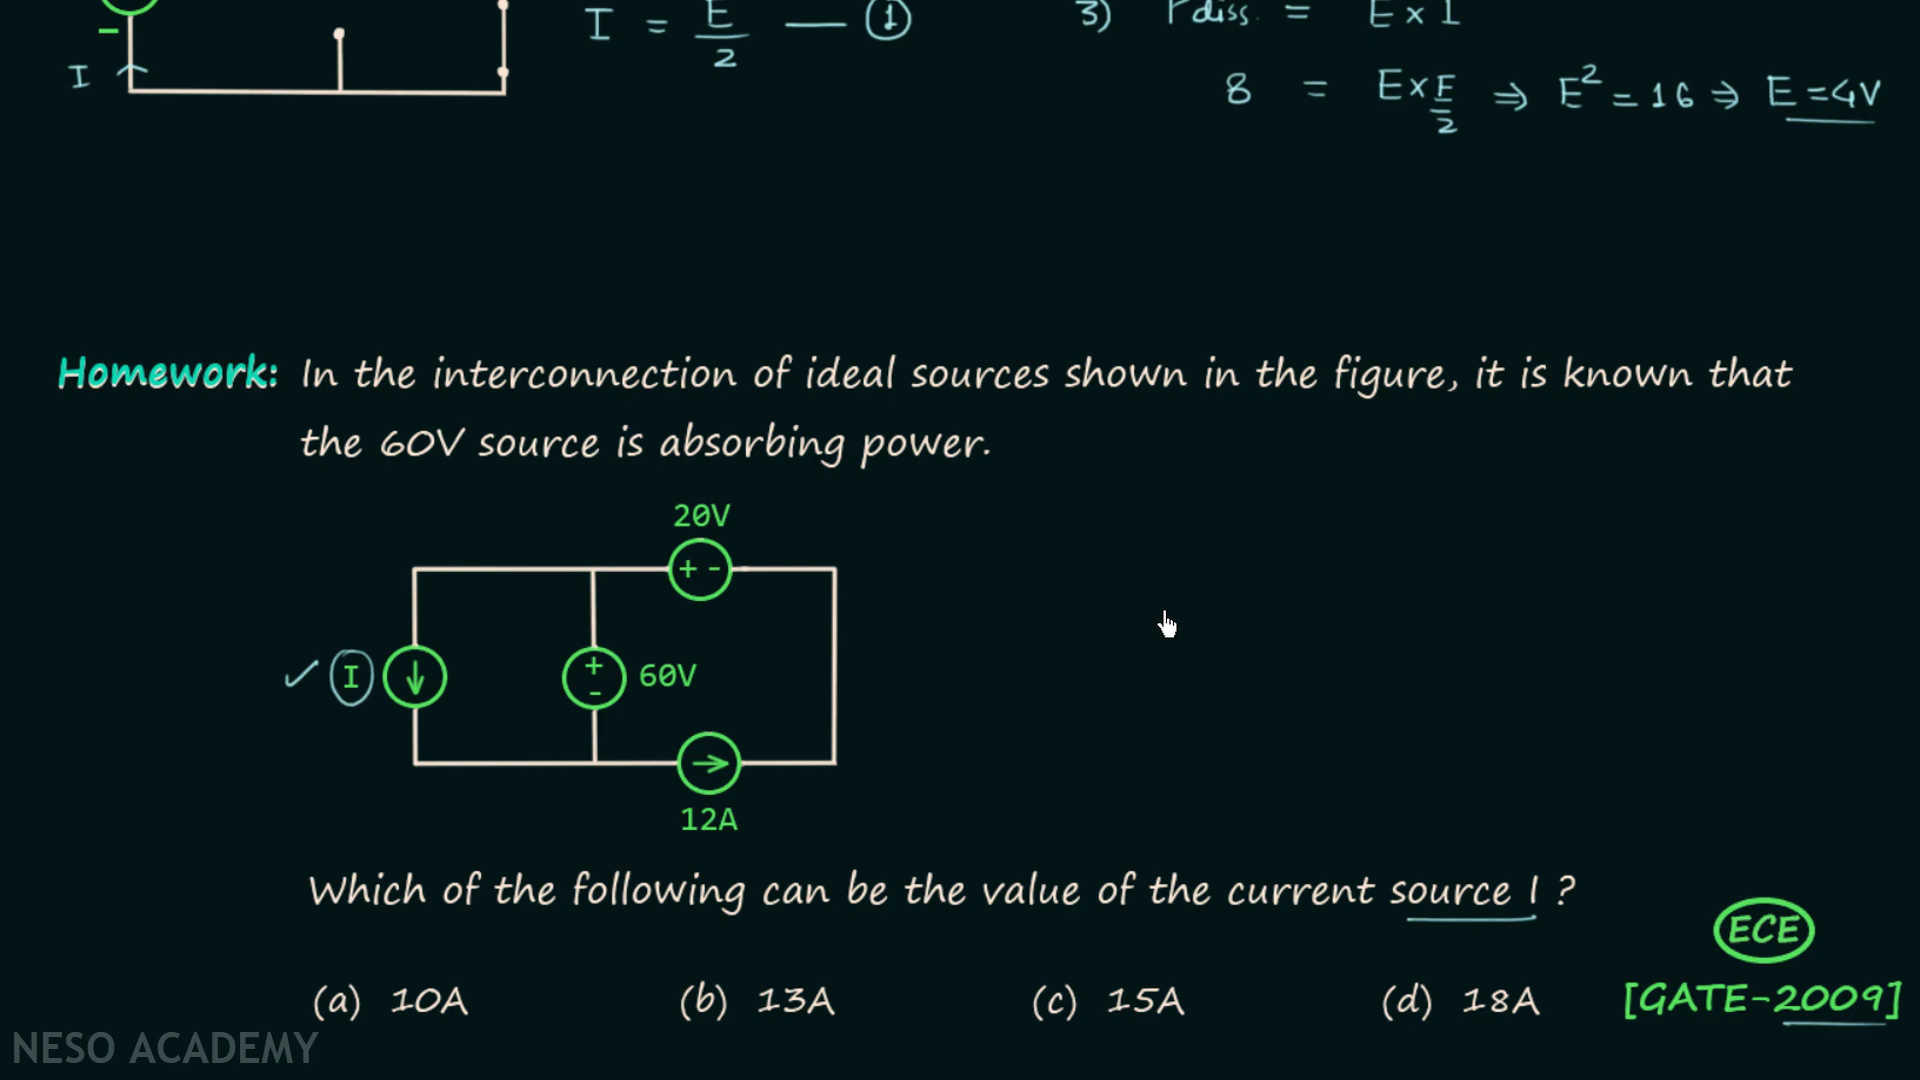 I = E/2 — ①
3) Pdiss. = E x I
− I
8 = E x E/2 ⇒ E² = 16 ⇒ E = 4V
Homework: In the interconnection of ideal sources shown in the figure, it is known that
the 60V source is absorbing power.
20V
+ -
✓ I
+ - 60V
12A
Which of the following can be the value of the current source I ?
ECE
(a) 10A (b) 13A (c) 15A (d) 18A [GATE-2009]
NESO ACADEMY